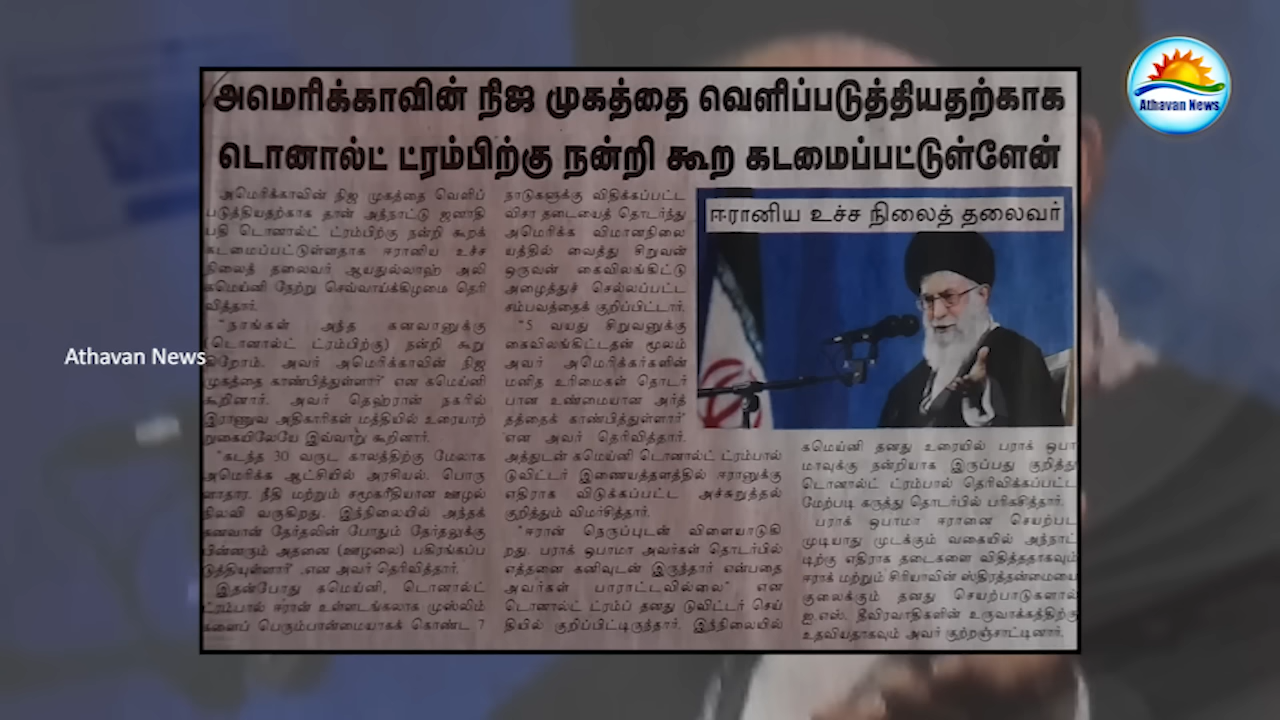 Athavan News
Athavan News
அமெரிக்காவின் நிஜ முகத்தை வெளிப்படுத்தியதற்காக
டொனால்ட் ட்ரம்பிற்கு நன்றி கூற கடமைப்பட்டுள்ளேன்
அமெரிக்காவின் நிஜ முகத்தை வெளிப்
படுத்தியதற்காக தான் அந்நாட்டு ஜனாதி
பதி டொனால்ட் ட்ரம்பிற்கு நன்றி கூறக்
கடமைப்பட்டுள்ளதாக ஈரானிய உச்ச
நிலைத் தலைவர் ஆயதுல்லாஹ் அலி
கமெய்னி நேற்று செவ்வாய்க்கிழமை தெரி
வித்தார்.
"நாங்கள் அந்த கனவானுக்கு
(டொனால்ட் ட்ரம்பிற்கு) நன்றி கூறு
கிறோம். அவர் அமெரிக்காவின் நிஜ
முகத்தை காண்பித்துள்ளார்" என கமெய்னி
கூறினார். அவர் தெஹ்ரான் நகரில்
இராணுவ அதிகாரிகள் மத்தியில் உரையாற்
றுகையிலேயே இவ்வாறு கூறினார்.
"கடந்த 30 வருட காலத்திற்கு மேலாக
அமெரிக்க ஆட்சியில் அரசியல், பொரு
ளாதார, நீதி மற்றும் சமூகரீதியான ஊழல்
நிலவி வருகிறது. இந்நிலையில் அந்தக்
கனவான் தேர்தலின் போதும் தேர்தலுக்கு
பின்னரும் அதனை (ஊழலை) பகிரங்கப்ப
டுத்தியுள்ளார்" .என அவர் தெரிவித்தார்.
இதன்போது கமெய்னி, டொனால்ட்
ட்ரம்பால் ஈரான் உள்ளடங்கலாக முஸ்லிம்
களைப் பெரும்பான்மையாகக் கொண்ட 7
நாடுகளுக்கு விதிக்கப்பட்ட
விசா தடையைத் தொடர்ந்து
அமெரிக்க விமானநிலை
யத்தில் வைத்து சிறுவன்
ஒருவன் கைவிலங்கிட்டு
அழைத்துச் செல்லப்பட்ட
சம்பவத்தைக் குறிப்பிட்டார்.
"5 வயது சிறுவனுக்கு
கைவிலங்கிட்டதன் மூலம்
அவர் அமெரிக்கர்களின்
மனித உரிமைகள் தொடர்
பான உண்மையான அர்த்
தத்தைக் காண்பித்துள்ளார்"
என அவர் தெரிவித்தார்.
அத்துடன் கமெய்னி டொனால்ட் ட்ரம்பால்
டுவிட்டர் இணையத்தளத்தில் ஈரானுக்கு
எதிராக விடுக்கப்பட்ட அச்சுறுத்தல்
குறித்தும் விமர்சித்தார்.
"ஈரான் நெருப்புடன் விளையாடுகி
றது. பராக் ஒபாமா அவர்கள் தொடர்பில்
எத்தனை கனிவுடன் இருந்தார் என்பதை
அவர்கள் பாராட்டவில்லை" என
டொனால்ட் ட்ரம்ப் தனது டுவிட்டர் செய்
தியில் குறிப்பிட்டிருந்தார். இந்நிலையில்
ஈரானிய உச்ச நிலைத் தலைவர்
கமெய்னி தனது உரையில் பராக் ஒபா
மாவுக்கு நன்றியாக இருப்பது குறித்து
டொனால்ட் ட்ரம்பால் தெரிவிக்கப்பட்ட
மேற்படி கருத்து தொடர்பில் பரிகசித்தார்.
பராக் ஒபாமா ஈரானை செயற்பட
முடியாது முடக்கும் வகையில் அந்நாட்
டிற்கு எதிராக தடைகளை விதித்ததாகவும்
ஈராக் மற்றும் சிரியாவின் ஸ்திரத்தன்மையை
குலைக்கும் தனது செயற்பாடுகளால்
ஐ.எஸ். தீவிரவாதிகளின் உருவாக்கத்திற்கு
உதவியதாகவும் அவர் குற்றஞ்சாட்டினார்.